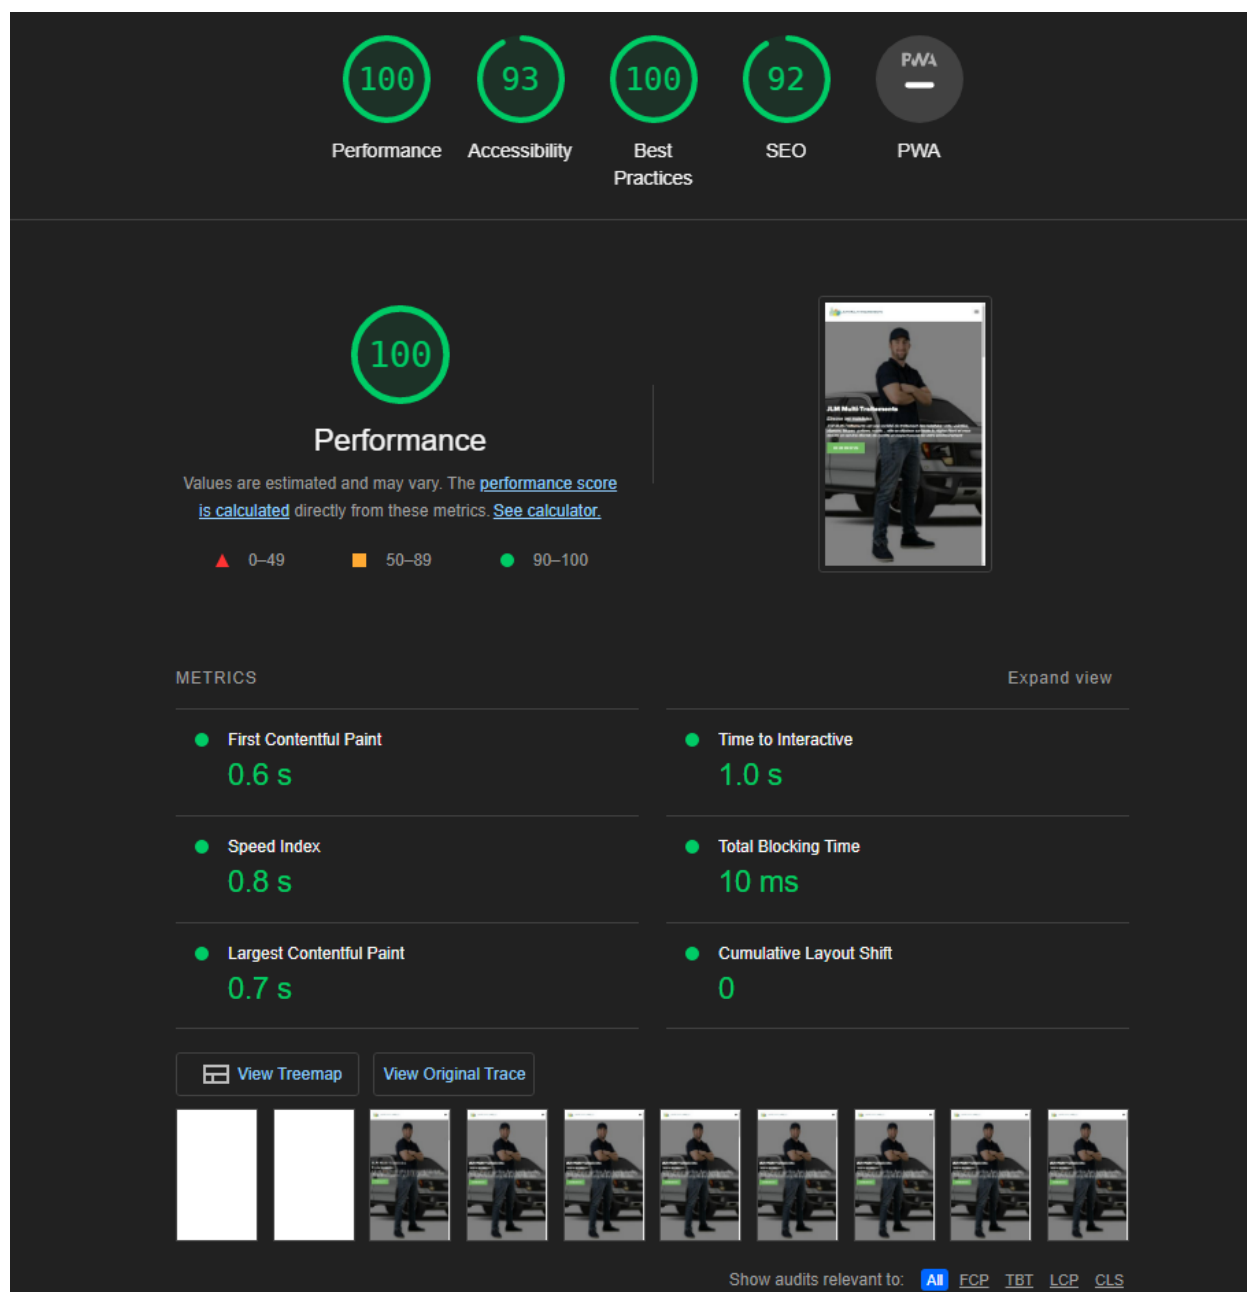 100
93
100
92
PWA
Performance
Accessibility
Best
Practices
SEO
PWA
100
Performance
Values are estimated and may vary. The performance score
is calculated directly from these metrics. See calculator.
0–49
50–89
90–100
JLM Multi Traitements
METRICS
Expand view
First Contentful Paint
0.6 s
Time to Interactive
1.0 s
Speed Index
0.8 s
Total Blocking Time
10 ms
Largest Contentful Paint
0.7 s
Cumulative Layout Shift
0
View Treemap
View Original Trace
Show audits relevant to: All FCP TBT LCP CLS